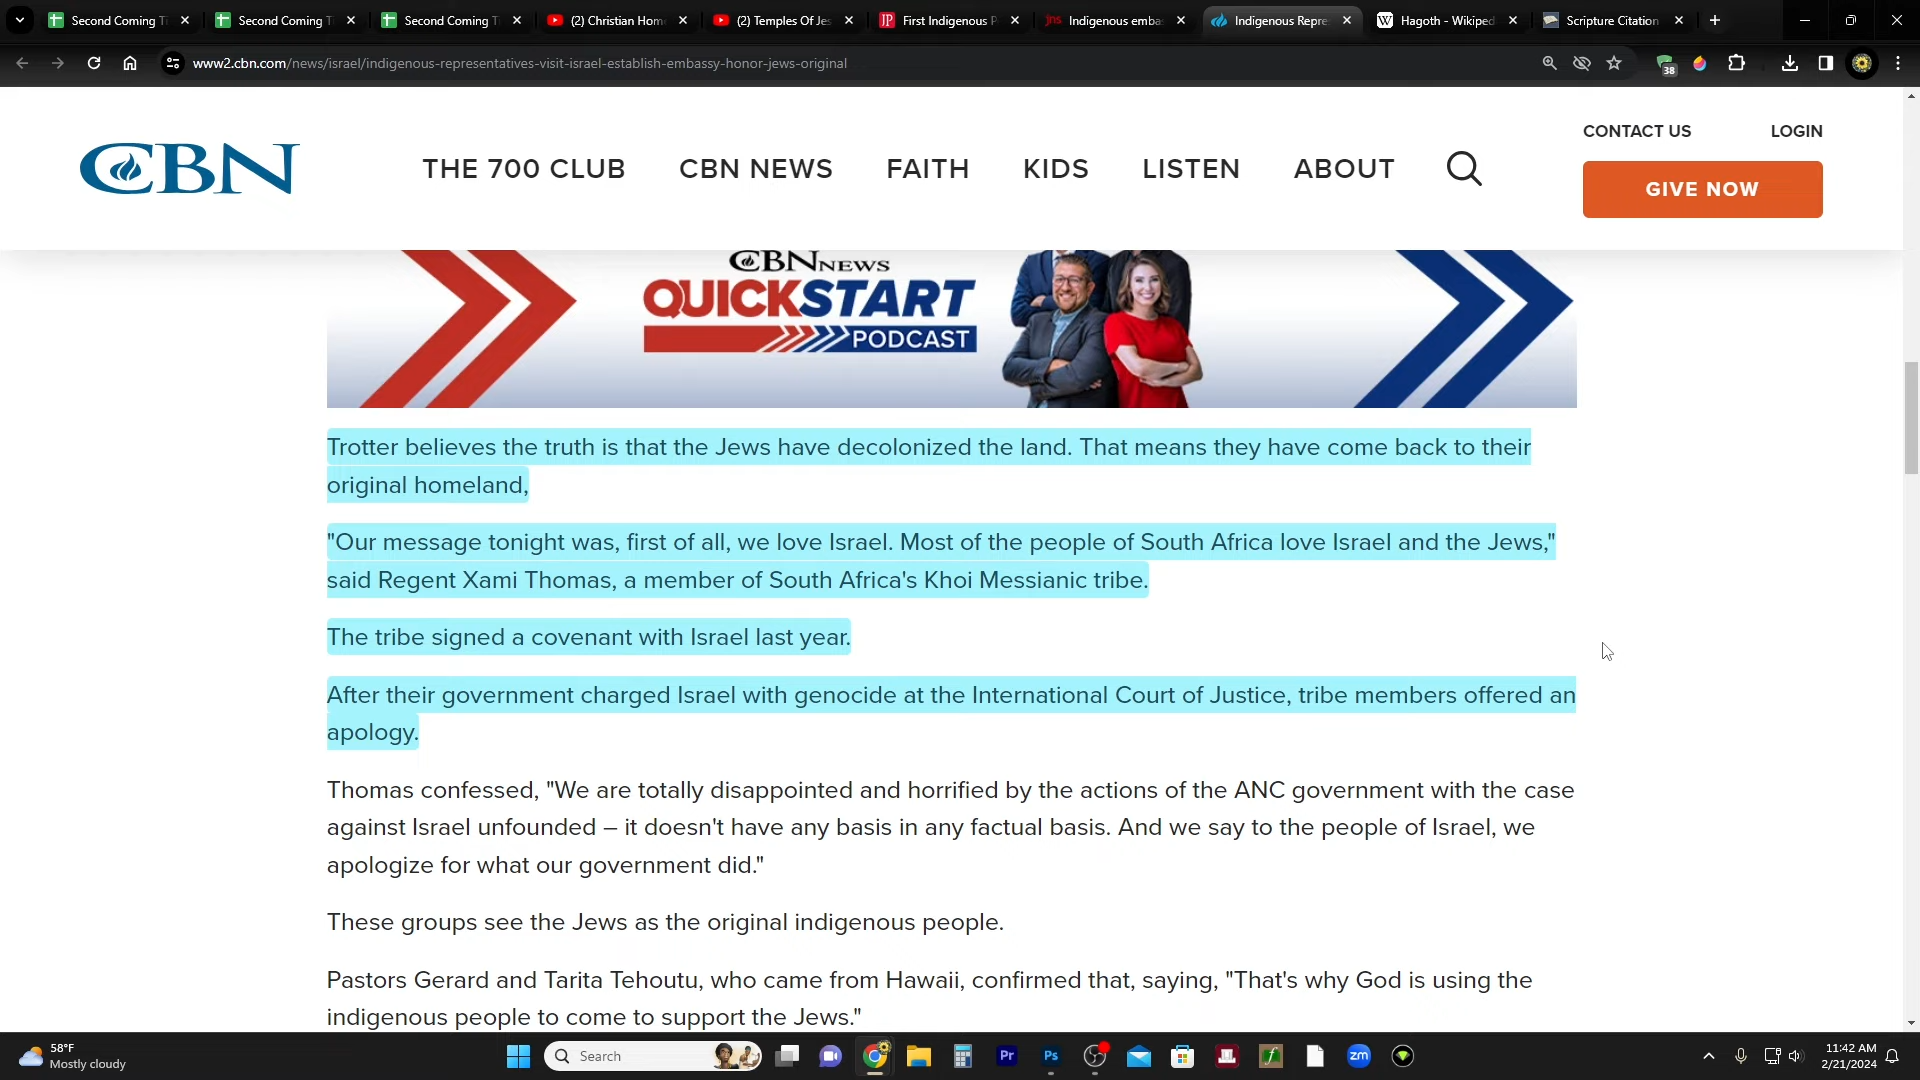 Second Coming T
Second Coming T
Second Coming T
(2) Christian Hom
(2) Temples Of Jes
JP
First Indigenous P
jns
Indigenous emba
Indigenous Repre
W
Hagoth - Wikiped
Scripture Citation
www2.cbn.com/news/israel/indigenous-representatives-visit-israel-establish-embassy-honor-jews-original
38
CONTACT US
LOGIN
CBN
THE 700 CLUB
CBN NEWS
FAITH
KIDS
LISTEN
ABOUT
GIVE NOW
CBN NEWS
QUICKSTART
PODCAST
Trotter believes the truth is that the Jews have decolonized the land. That means they have come back to their
original homeland,
"Our message tonight was, first of all, we love Israel. Most of the people of South Africa love Israel and the Jews,"
said Regent Xami Thomas, a member of South Africa's Khoi Messianic tribe.
The tribe signed a covenant with Israel last year.
After their government charged Israel with genocide at the International Court of Justice, tribe members offered an
apology.
Thomas confessed, "We are totally disappointed and horrified by the actions of the ANC government with the case
against Israel unfounded – it doesn't have any basis in any factual basis. And we say to the people of Israel, we
apologize for what our government did."
These groups see the Jews as the original indigenous people.
Pastors Gerard and Tarita Tehoutu, who came from Hawaii, confirmed that, saying, "That's why God is using the
indigenous people to come to support the Jews."
58°F
Mostly cloudy
Search
Pr
Ps
f
zm
11:42 AM
2/21/2024